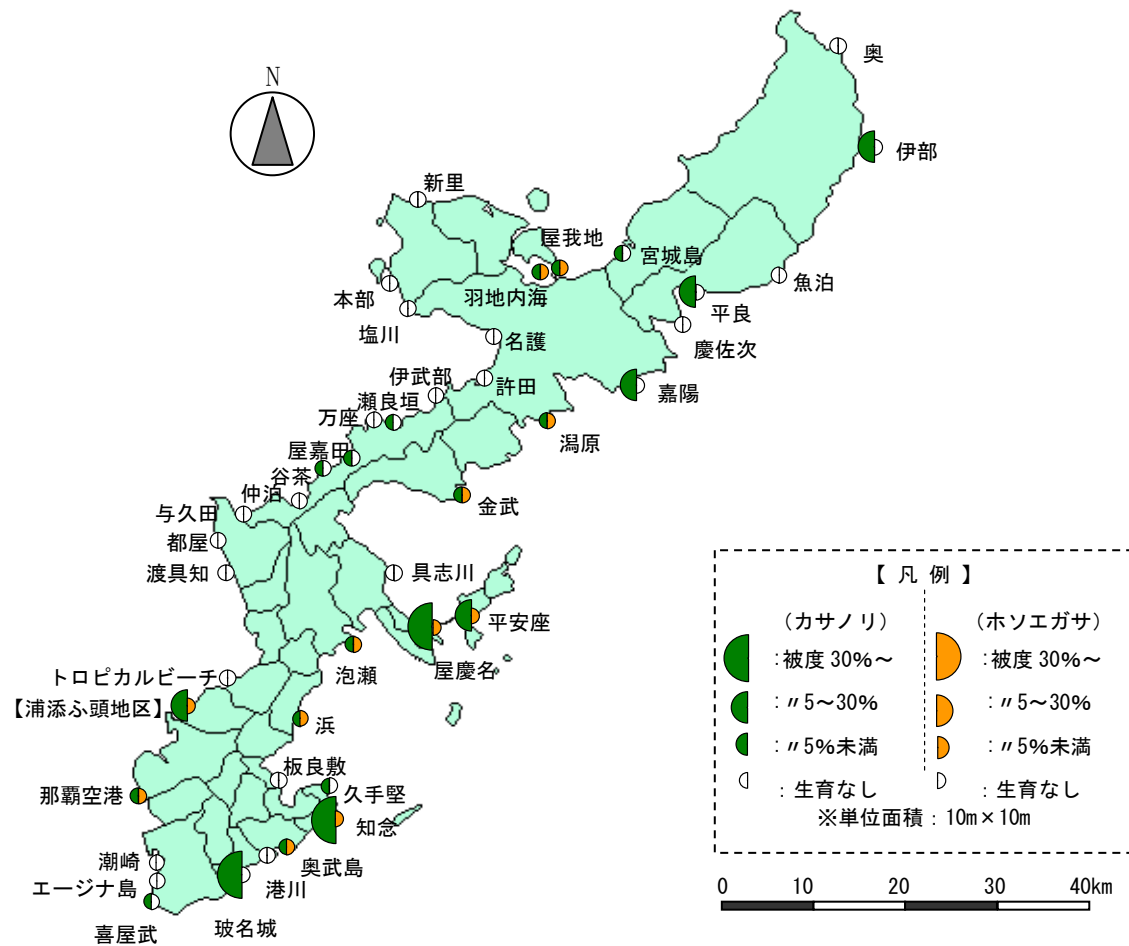 N
奥
伊部
新里
屋我地
宮城島
魚泊
羽地内海
本部
平良
塩川
慶佐次
名護
伊武部
許田
嘉陽
瀬良垣
万座
潟原
屋嘉田
谷茶
仲泊
金武
与久田
都屋
渡具知
具志川
平安座
屋慶名
泡瀬
トロピカルビーチ
【浦添ふ頭地区】
浜
板良敷
那覇空港
久手堅
知念
奥武島
潮崎
港川
エージナ島
玻名城
喜屋武
【 凡 例 】
(カサノリ) (ホソエガサ)
:被度 30%~ :被度 30%~
:〃5~30% :〃5~30%
:〃5%未満 :〃5%未満
:生育なし :生育なし
※単位面積:10m×10m
0 10 20 30 40km